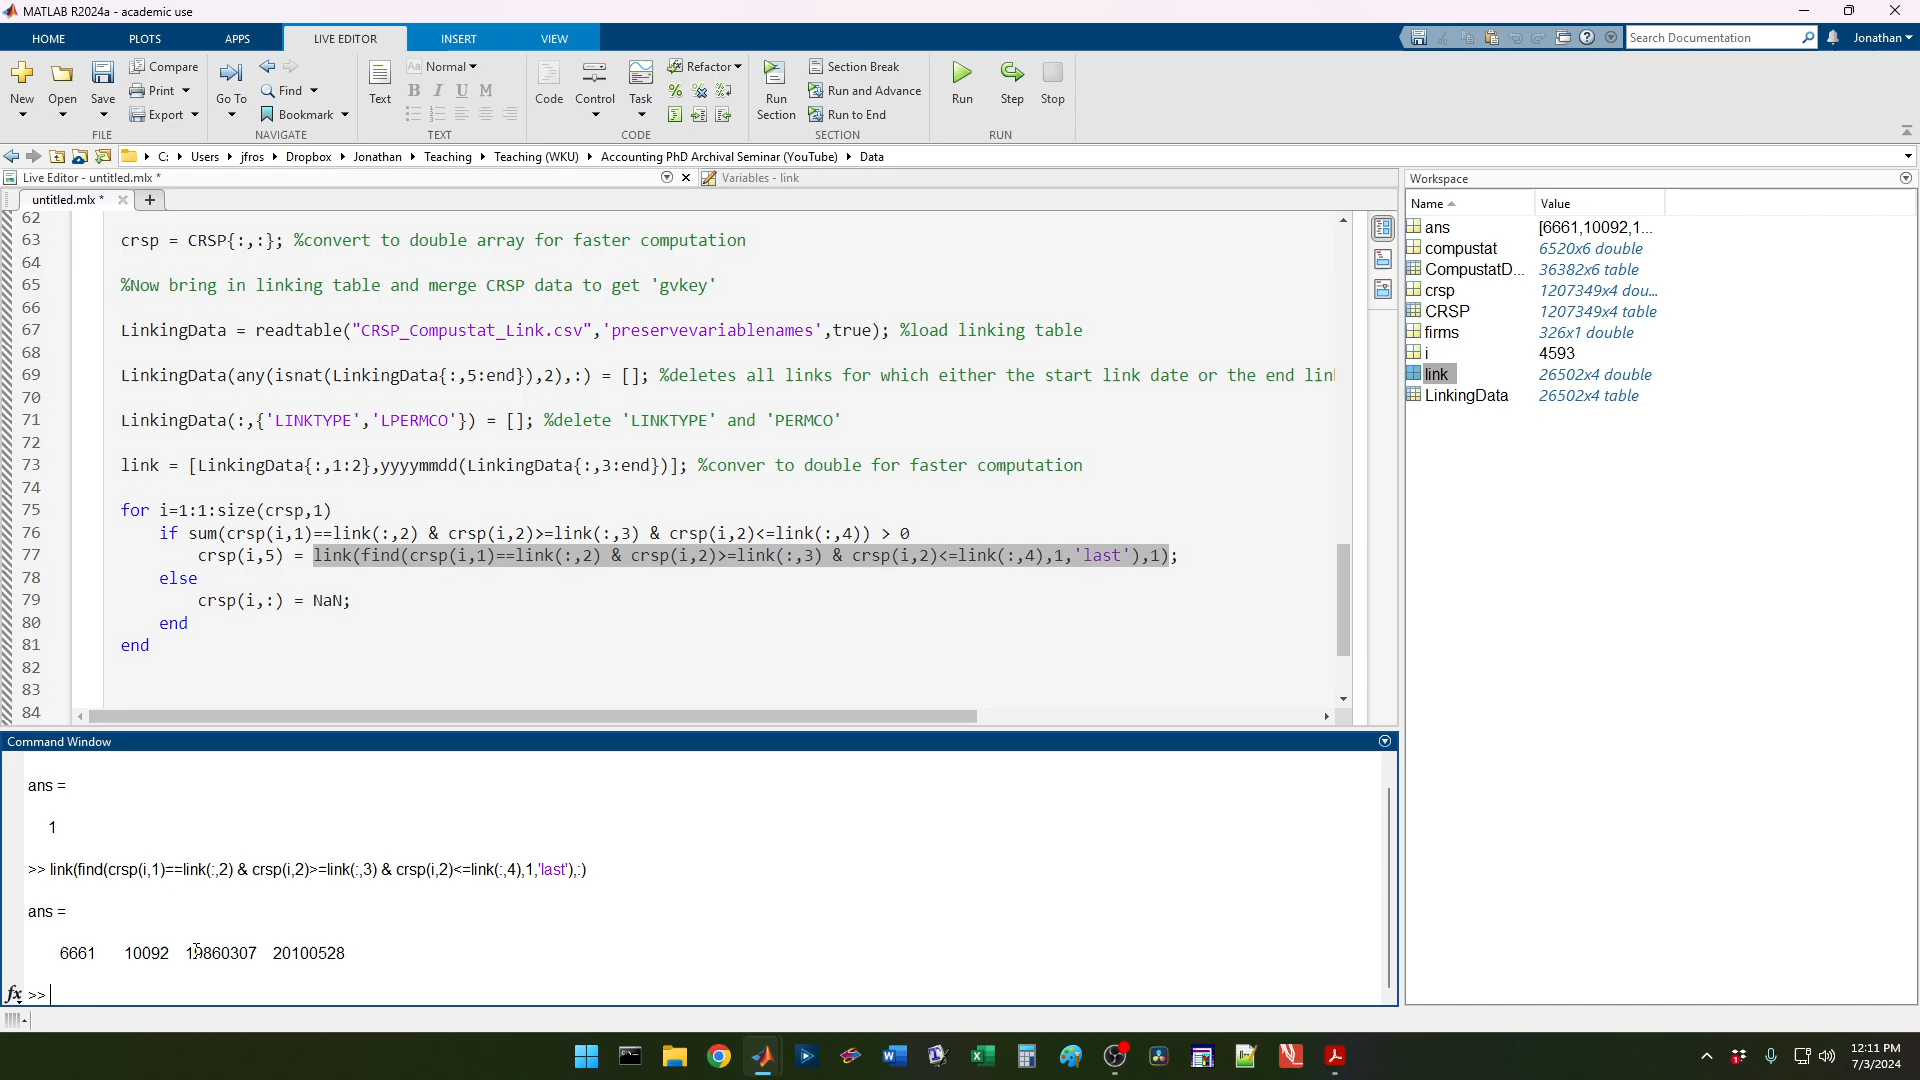 MATLAB R2024a - academic use
HOME PLOTS APPS LIVE EDITOR INSERT VIEW
Search Documentation Jonathan
New Open Save Compare Print Export
FILE
Go To Find Bookmark
NAVIGATE
Text Aa Normal B I U M
TEXT
Code Control Task Refactor
CODE
Run Section Section Break Run and Advance Run to End
SECTION
Run Step Stop
RUN
C: Users jfros Dropbox Jonathan Teaching Teaching (WKU) Accounting PhD Archival Seminar (YouTube) Data
Live Editor - untitled.mlx *
Variables - link
untitled.mlx *
62
63 crsp = CRSP{:,:}; %convert to double array for faster computation
64
65 %Now bring in linking table and merge CRSP data to get 'gvkey'
66
67 LinkingData = readtable("CRSP_Compustat_Link.csv",'preservevariablenames',true); %load linking table
68
69 LinkingData(any(isnat(LinkingData{:,5:end}),2),:) = []; %deletes all links for which either the start link date or the end lin
70
71 LinkingData(:,{'LINKTYPE','LPERMCO'}) = []; %delete 'LINKTYPE' and 'PERMCO'
72
73 link = [LinkingData{:,1:2},yyyymmdd(LinkingData{:,3:end})]; %conver to double for faster computation
74
75 for i=1:1:size(crsp,1)
76 if sum(crsp(i,1)==link(:,2) & crsp(i,2)>=link(:,3) & crsp(i,2)<=link(:,4)) > 0
77 crsp(i,5) = link(find(crsp(i,1)==link(:,2) & crsp(i,2)>=link(:,3) & crsp(i,2)<=link(:,4),1,'last'),1);
78 else
79 crsp(i,:) = NaN;
80 end
81 end
82
83
84
Command Window
ans =
1
>> link(find(crsp(i,1)==link(:,2) & crsp(i,2)>=link(:,3) & crsp(i,2)<=link(:,4),1,'last'),:)
ans =
6661 10092 19860307 20100528
fx >>
Workspace
Name Value
ans [6661,10092,1...
compustat 6520x6 double
CompustatD... 36382x6 table
crsp 1207349x4 dou...
CRSP 1207349x4 table
firms 326x1 double
i 4593
link 26502x4 double
LinkingData 26502x4 table
12:11 PM
7/3/2024